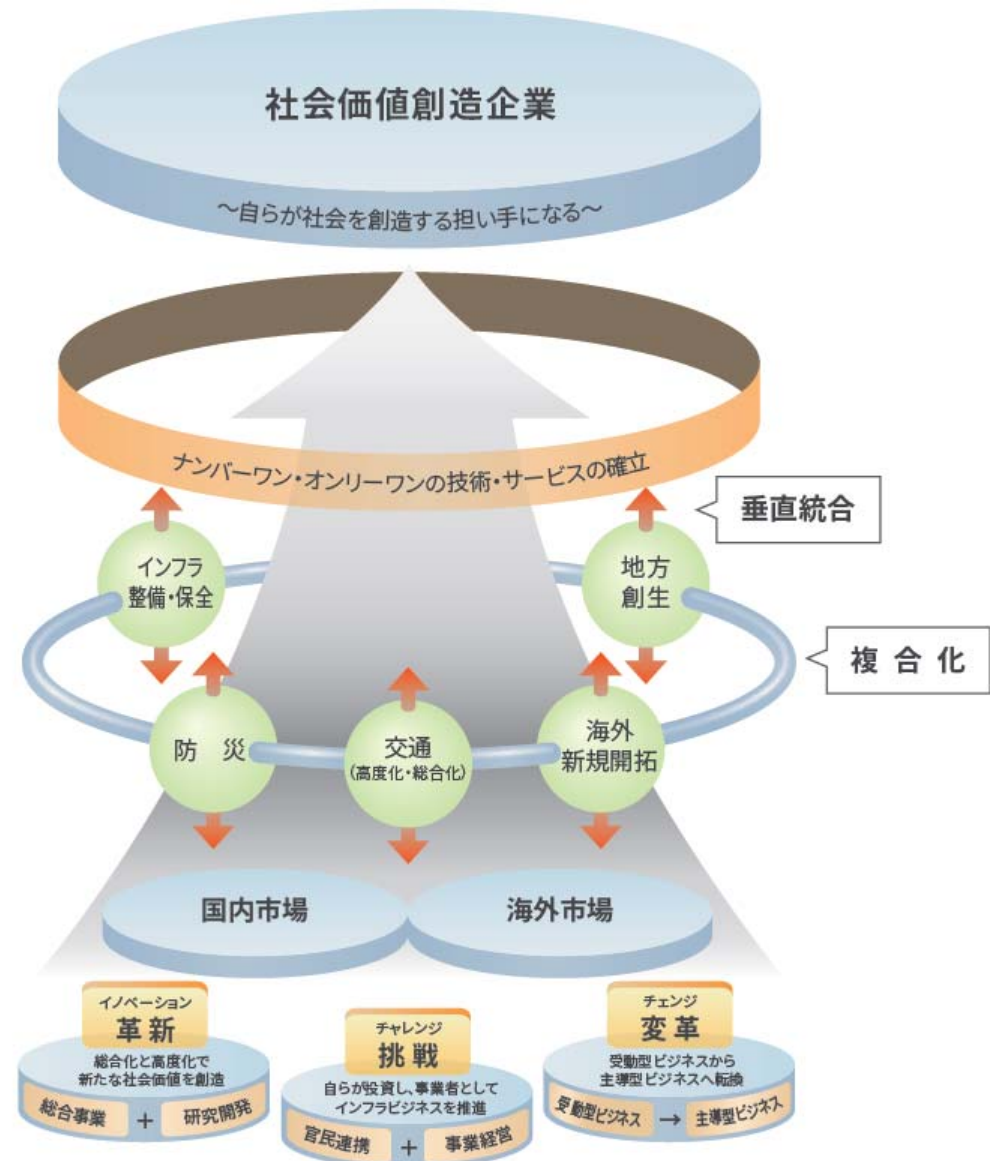 社会価値創造企業
～自らが社会を創造する担い手になる～
ナンバーワン・オンリーワンの技術・サービスの確立
垂直統合
インフラ
整備・保全
地方
創生
複合化
防災
交通
(高度化・総合化)
海外
新規開拓
国内市場
海外市場
イノベーション
革新
総合化と高度化で
新たな社会価値を創造
総合事業 + 研究開発
チャレンジ
挑戦
自らが投資し、事業者として
インフラビジネスを推進
官民連携 + 事業経営
チェンジ
変革
受動型ビジネスから
主導型ビジネスへ転換
受動型ビジネス → 主導型ビジネス